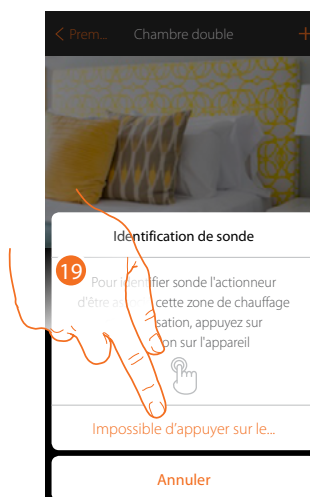 < Prem... Chambre double +
Identification de sonde
19
Pour identifier sonde l'actionneur
d'être cette zone de chauffage
sation, appuyez sur
on sur l'appareil
Impossible d'appuyer sur le...
Annuler